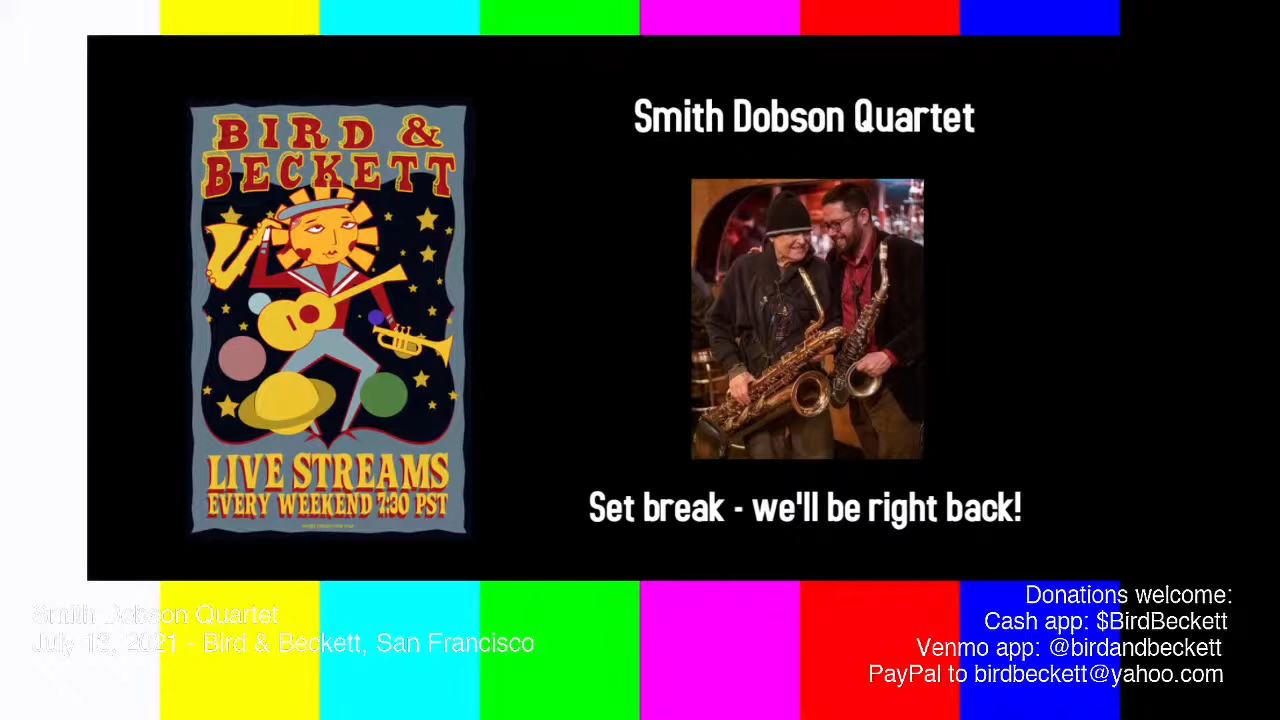 BIRD &
BECKETT
LIVE STREAMS
EVERY WEEKEND 7:30 PST
Smith Dobson Quartet
Set break - we'll be right back!
Smith Dobson Quartet
July 18, 2021 - Bird & Beckett, San Francisco
Donations welcome:
Cash app: $BirdBeckett
Venmo app: @birdandbeckett
PayPal to birdbeckett@yahoo.com